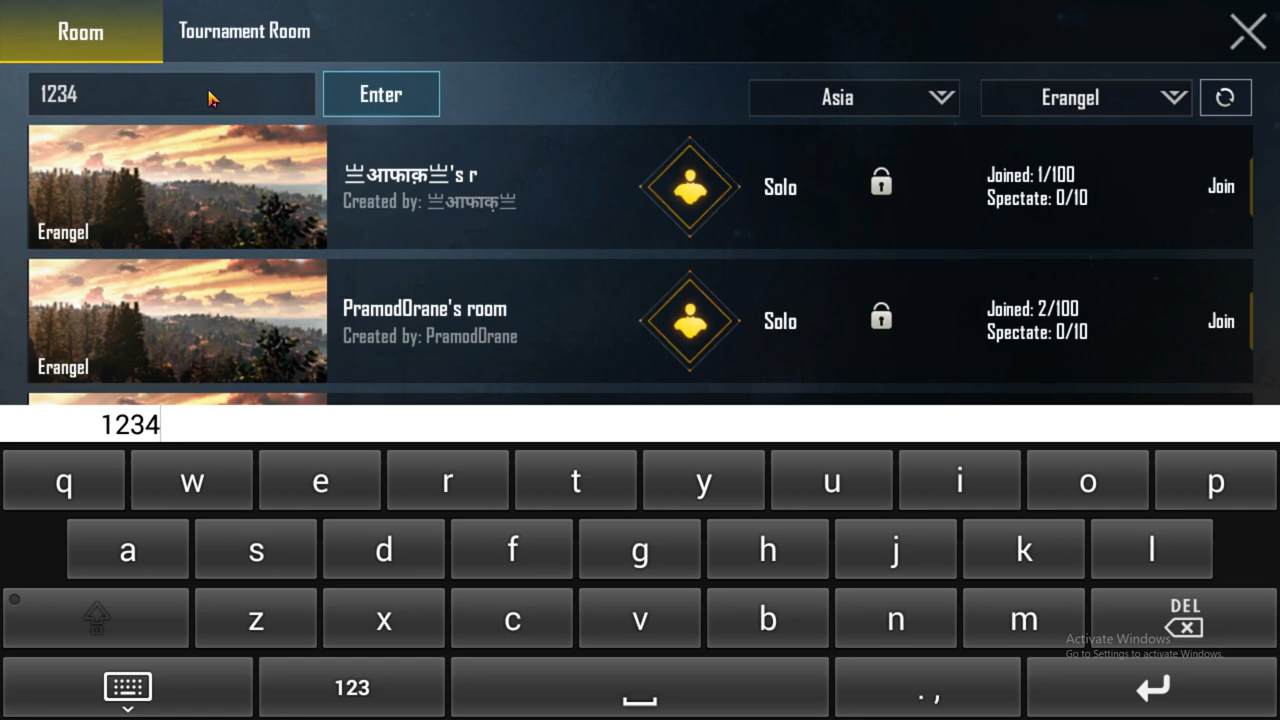 Room
Tournament Room
1234
Enter
Asia
Erangel
亗आफाक़亗's r
Created by: 亗आफाक़亗
Erangel
Solo
Joined: 1/100
Spectate: 0/10
Join
PramodOrane's room
Created by: PramodOrane
Erangel
Solo
Joined: 2/100
Spectate: 0/10
Join
1234
q w e r t y u i o p
a s d f g h j k l
z x c v b n m DEL
Activate Windows
Go to Settings to activate Windows.
123 . ,